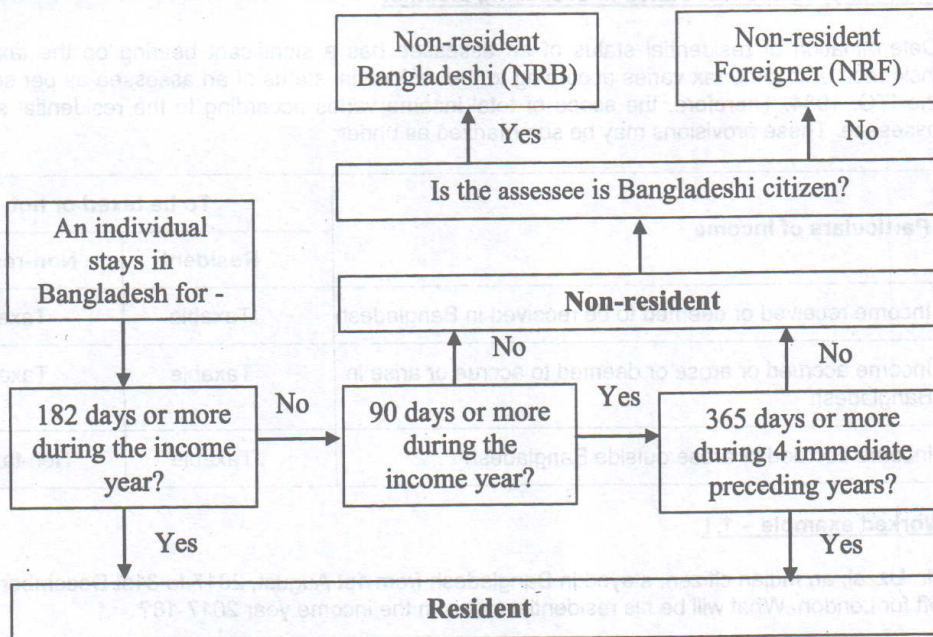 Non-resident
Bangladeshi (NRB)
Non-resident
Foreigner (NRF)
Yes
No
Is the assessee is Bangladeshi citizen?
An individual
stays in
Bangladesh for -
Non-resident
No
No
182 days or more
during the income
year?
No
90 days or more
during the
income year?
Yes
365 days or more
during 4 immediate
preceding years?
Yes
Yes
Resident